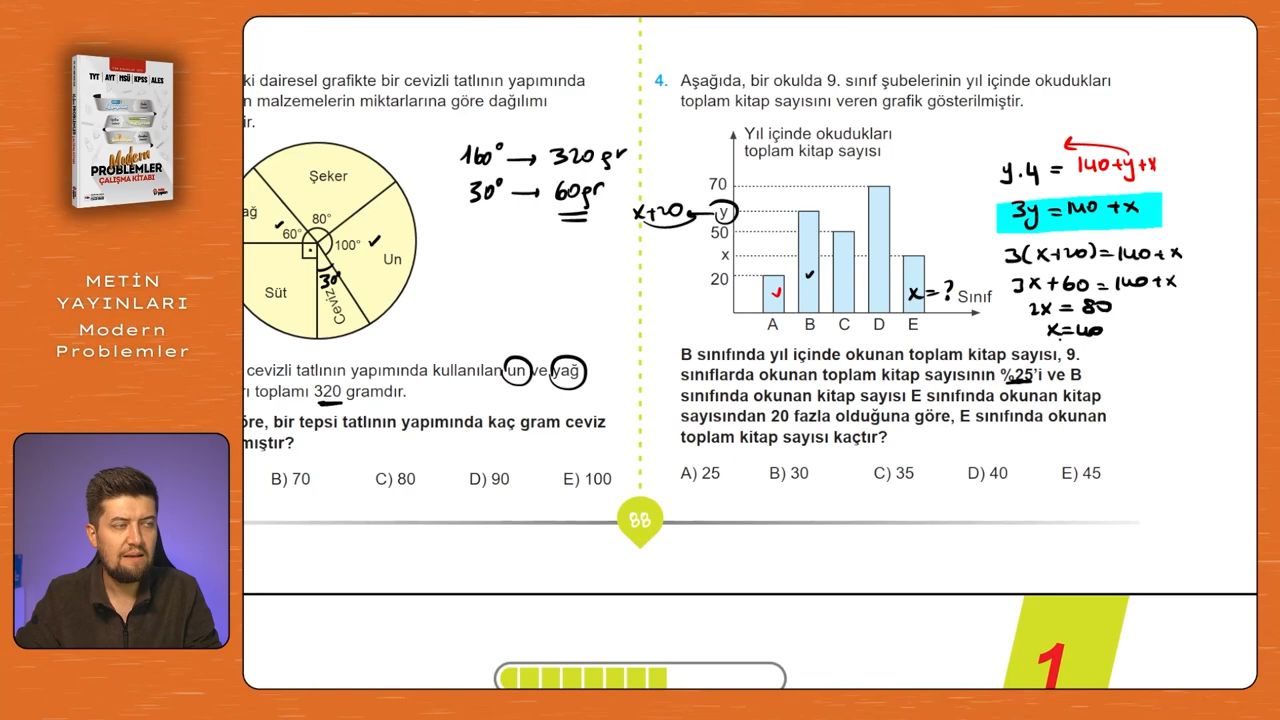 TYT | AYT | MSÜ | KPSS | ALES
Modern
PROBLEMLER
ÇALIŞMA KİTABI
METİN
YAYINLARI
Modern
Problemler
ki dairesel grafikte bir cevizli tatlının yapımında
n malzemelerin miktarlarına göre dağılımı
ir.
Şeker
ağ
80°
60°
100°
Un
30°
Süt
Ceviz
160° → 320 gr
30° → 60gr
cevizli tatlının yapımında kullanılan un ve yağ
rı toplamı 320 gramdır.
öre, bir tepsi tatlının yapımında kaç gram ceviz
mıştır?
B) 70 C) 80 D) 90 E) 100
4. Aşağıda, bir okulda 9. sınıf şubelerinin yıl içinde okudukları
toplam kitap sayısını veren grafik gösterilmiştir.
Yıl içinde okudukları
toplam kitap sayısı
70
x+20 y
50
x
20
x=? Sınıf
A B C D E
y.4 = 140+y+x
3y = 140 + x
3(x+20)=140+x
3x+60=140+x
2x = 80
x=40
B sınıfında yıl içinde okunan toplam kitap sayısı, 9.
sınıflarda okunan toplam kitap sayısının %25'i ve B
sınıfında okunan kitap sayısı E sınıfında okunan kitap
sayısından 20 fazla olduğuna göre, E sınıfında okunan
toplam kitap sayısı kaçtır?
A) 25 B) 30 C) 35 D) 40 E) 45
88
1